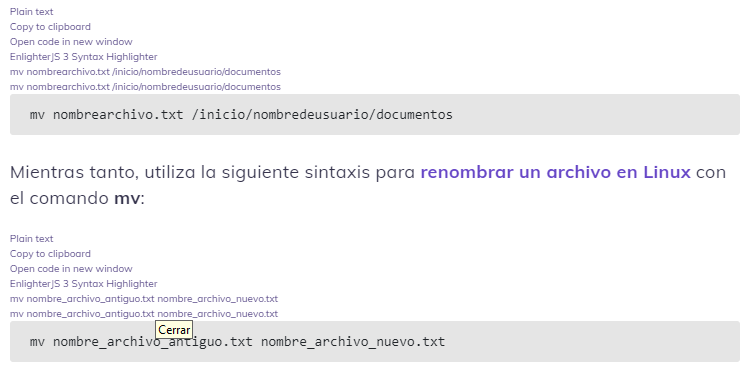 Plain text
Copy to clipboard
Open code in new window
EnlighterJS 3 Syntax Highlighter
mv nombrearchivo.txt /inicio/nombredeusuario/documentos
mv nombrearchivo.txt /inicio/nombredeusuario/documentos
mv nombrearchivo.txt /inicio/nombredeusuario/documentos
Mientras tanto, utiliza la siguiente sintaxis para renombrar un archivo en Linux con
el comando mv:
Plain text
Copy to clipboard
Open code in new window
EnlighterJS 3 Syntax Highlighter
mv nombre_archivo_antiguo.txt nombre_archivo_nuevo.txt
mv nombre_archivo_antiguo.txt nombre_archivo_nuevo.txt
Cerrar
mv nombre_archivo_antiguo.txt nombre_archivo_nuevo.txt